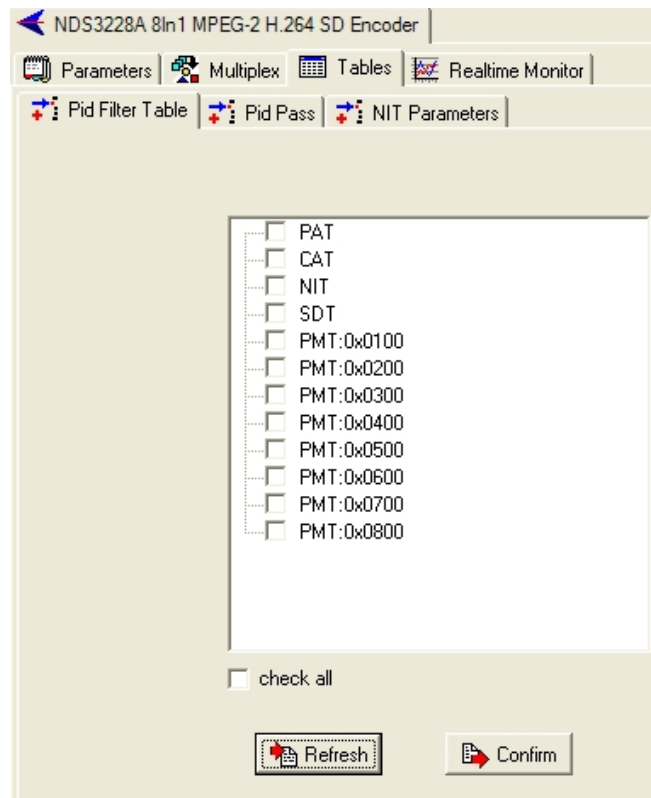 NDS3228A 8In1 MPEG-2 H.264 SD Encoder
Parameters Multiplex Tables Realtime Monitor
Pid Filter Table Pid Pass NIT Parameters
PAT
CAT
NIT
SDT
PMT:0x0100
PMT:0x0200
PMT:0x0300
PMT:0x0400
PMT:0x0500
PMT:0x0600
PMT:0x0700
PMT:0x0800
check all
Refresh Confirm